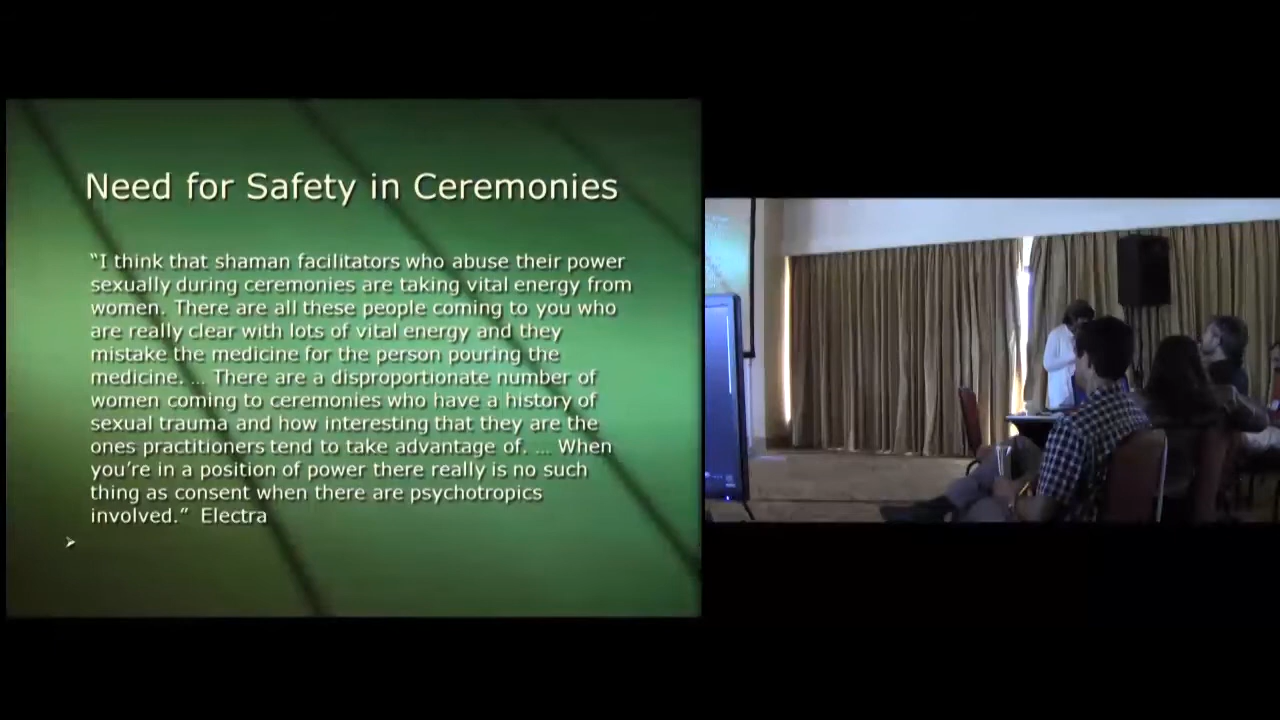 Need for Safety in Ceremonies
“I think that shaman facilitators who abuse their power
sexually during ceremonies are taking vital energy from
women. There are all these people coming to you who
are really clear with lots of vital energy and they
mistake the medicine for the person pouring the
medicine. ... There are a disproportionate number of
women coming to ceremonies who have a history of
sexual trauma and how interesting that they are the
ones practitioners tend to take advantage of. ... When
you’re in a position of power there really is no such
thing as consent when there are psychotropics
involved.”  Electra